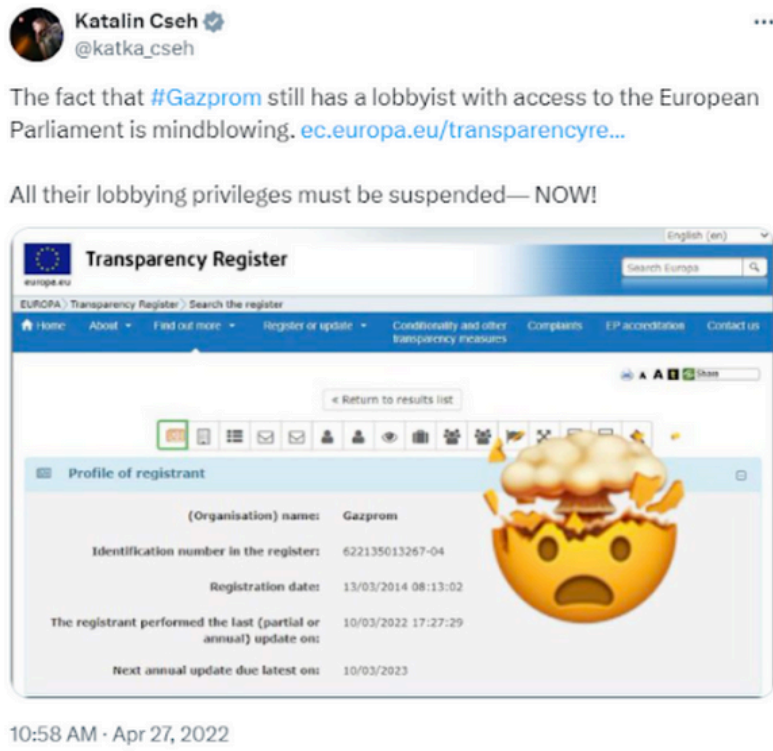 Katalin Cseh
@katka_cseh
The fact that #Gazprom still has a lobbyist with access to the European
Parliament is mindblowing. ec.europa.eu/transparencyre...
All their lobbying privileges must be suspended— NOW!
English (en)
Transparency Register
Search Europa
europa.eu
EUROPA Transparency Register Search the register
Home About Find out more Register or update Conditionality and other transparency measures Complaints EP accreditation Contact us
A A Share
« Return to results list
Profile of registrant
(Organisation) name: Gazprom
Identification number in the register: 622135013267-04
Registration date: 13/03/2014 08:13:02
The registrant performed the last (partial or 10/03/2022 17:27:29
annual) update on:
Next annual update due latest on: 10/03/2023
10:58 AM · Apr 27, 2022